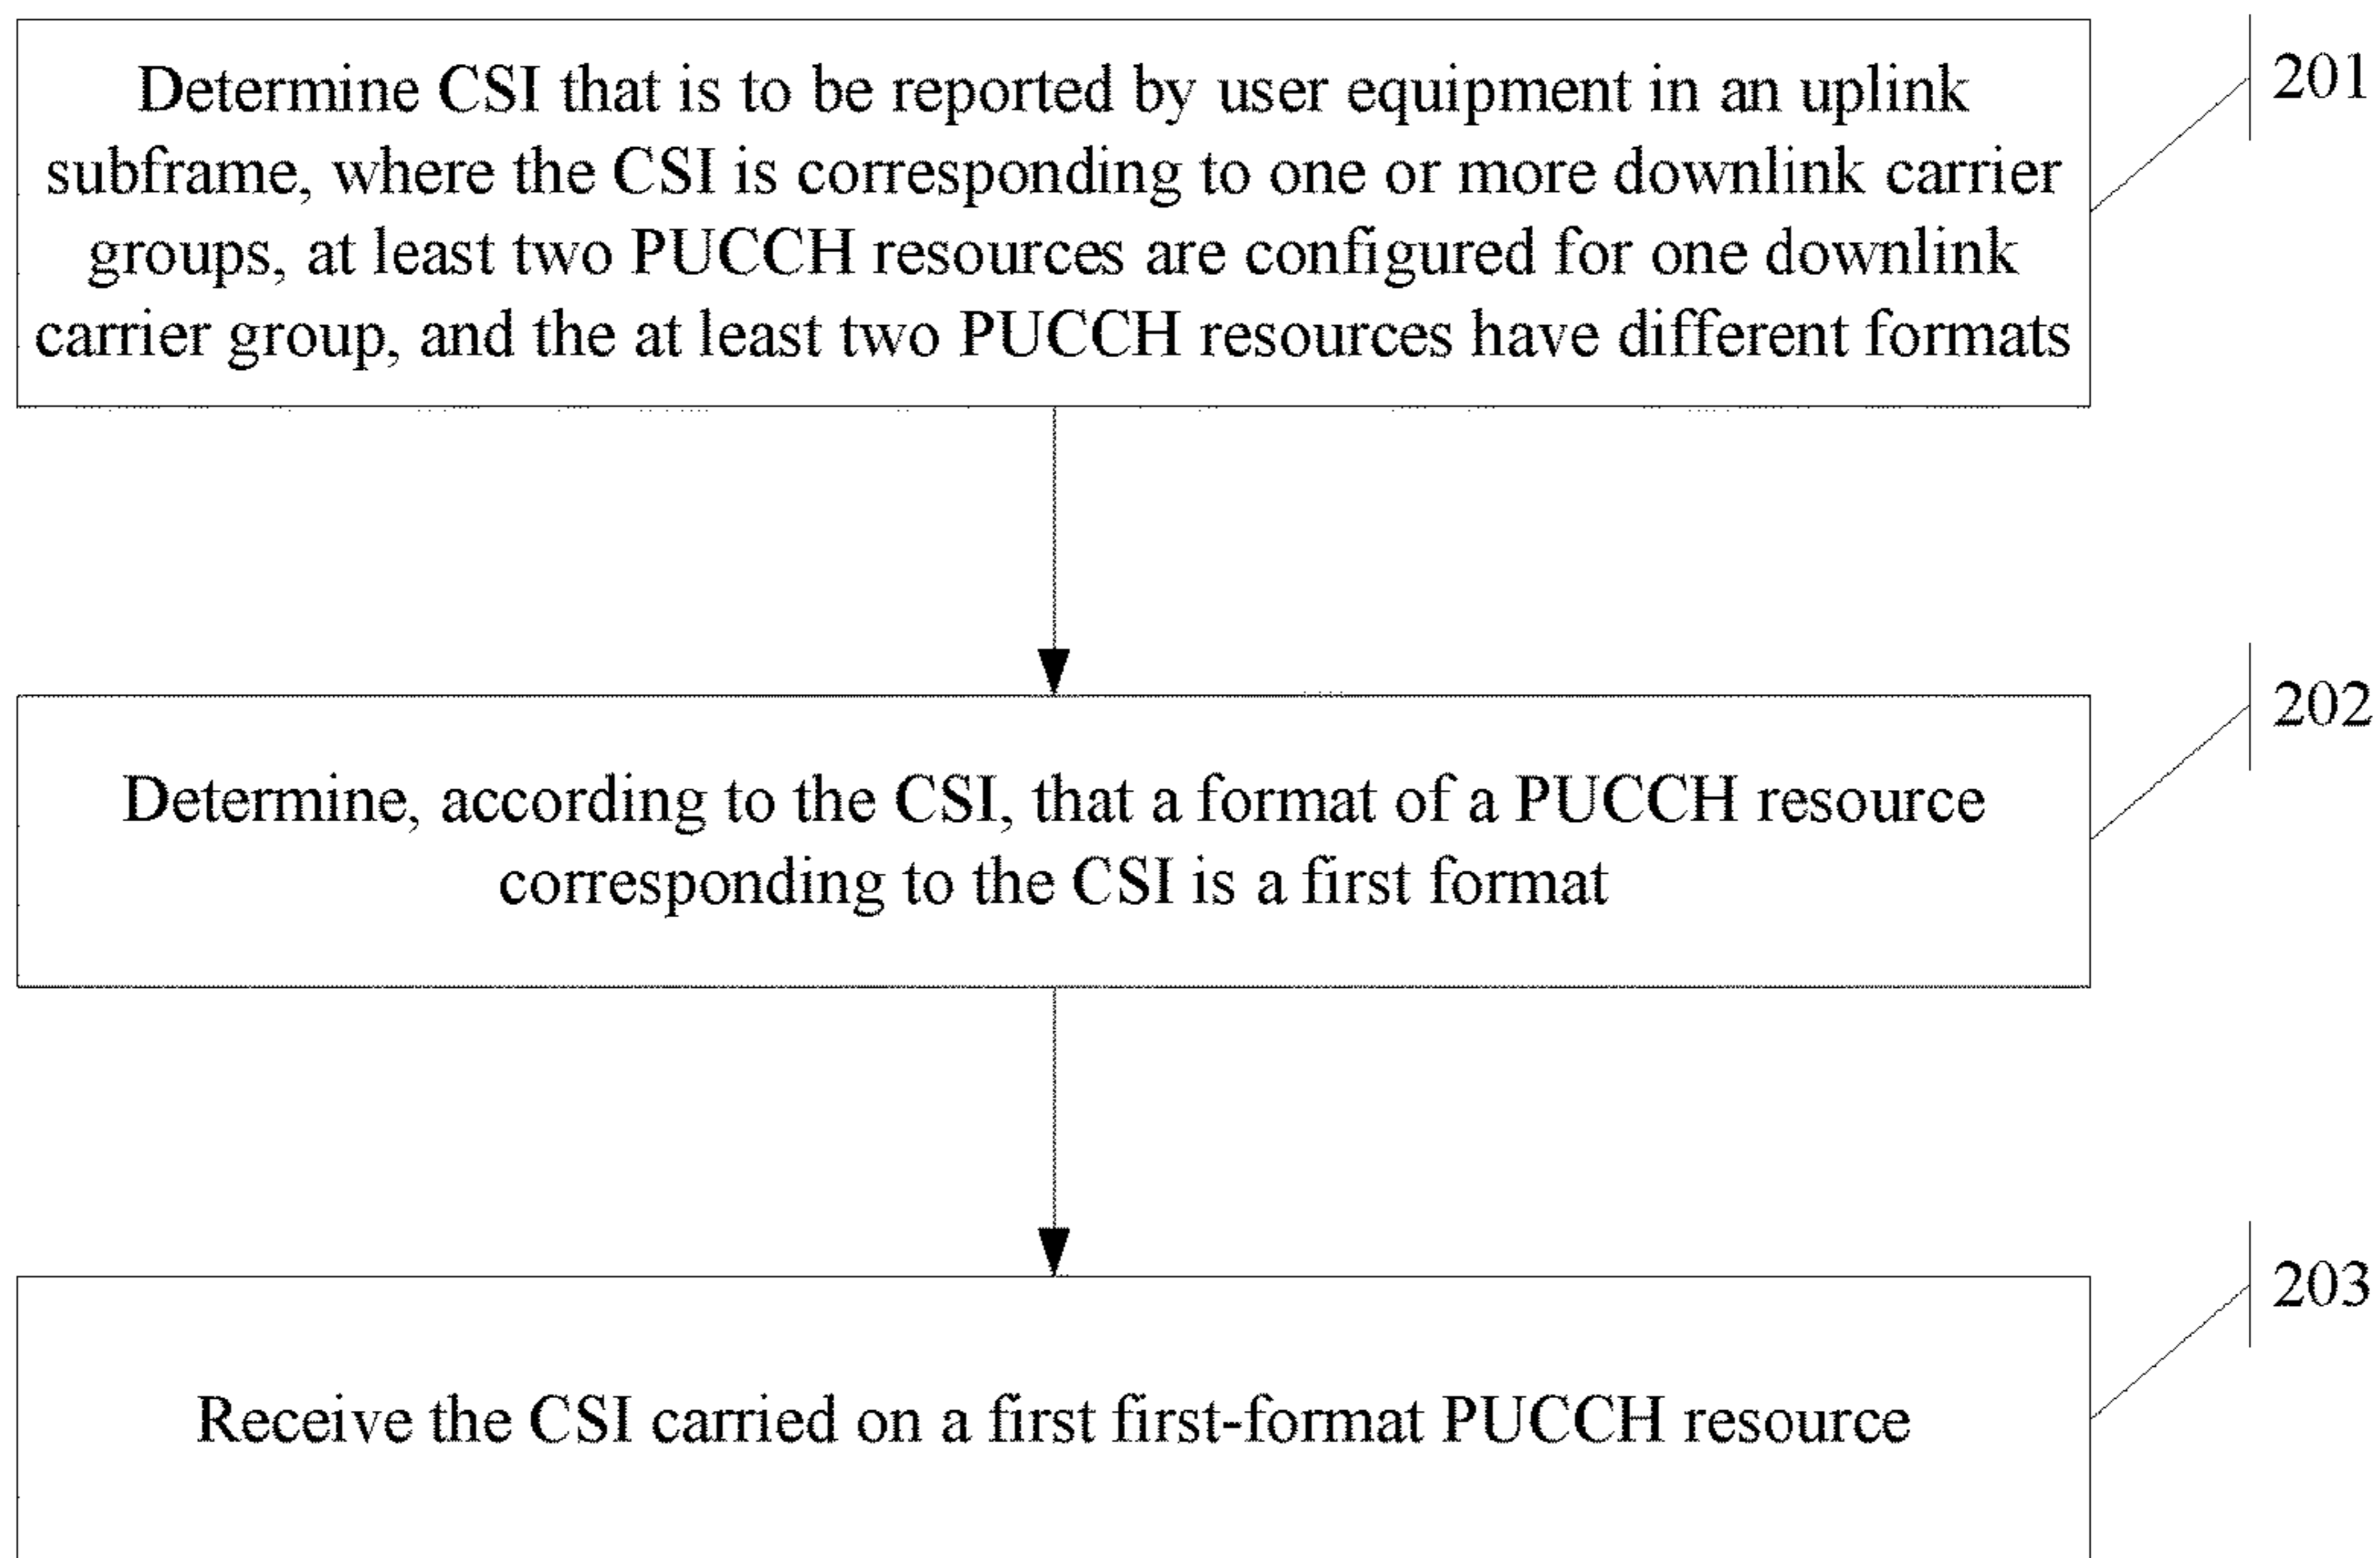 Determine CSI that is to be reported by user equipment in an uplink
subframe, where the CSI is corresponding to one or more downlink carrier
groups, at least two PUCCH resources are configured for one downlink
carrier group, and the at least two PUCCH resources have different formats
201
Determine, according to the CSI, that a format of a PUCCH resource
corresponding to the CSI is a first format
202
Receive the CSI carried on a first first-format PUCCH resource
203